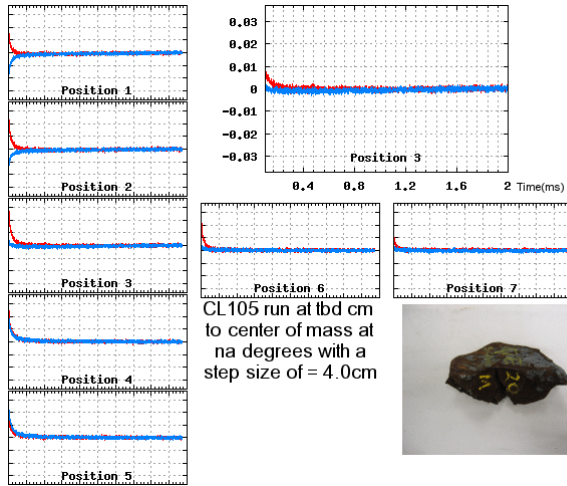 Position 1
Position 2
Position 3
Position 4
Position 5
0.03
0.02
0.01
0
-0.01
-0.02
-0.03
Position 3
0.4 0.8 1.2 1.6 2 Time(ms)
Position 6
Position 7
CL105 run at tbd cm
to center of mass at
na degrees with a
step size of = 4.0cm
20